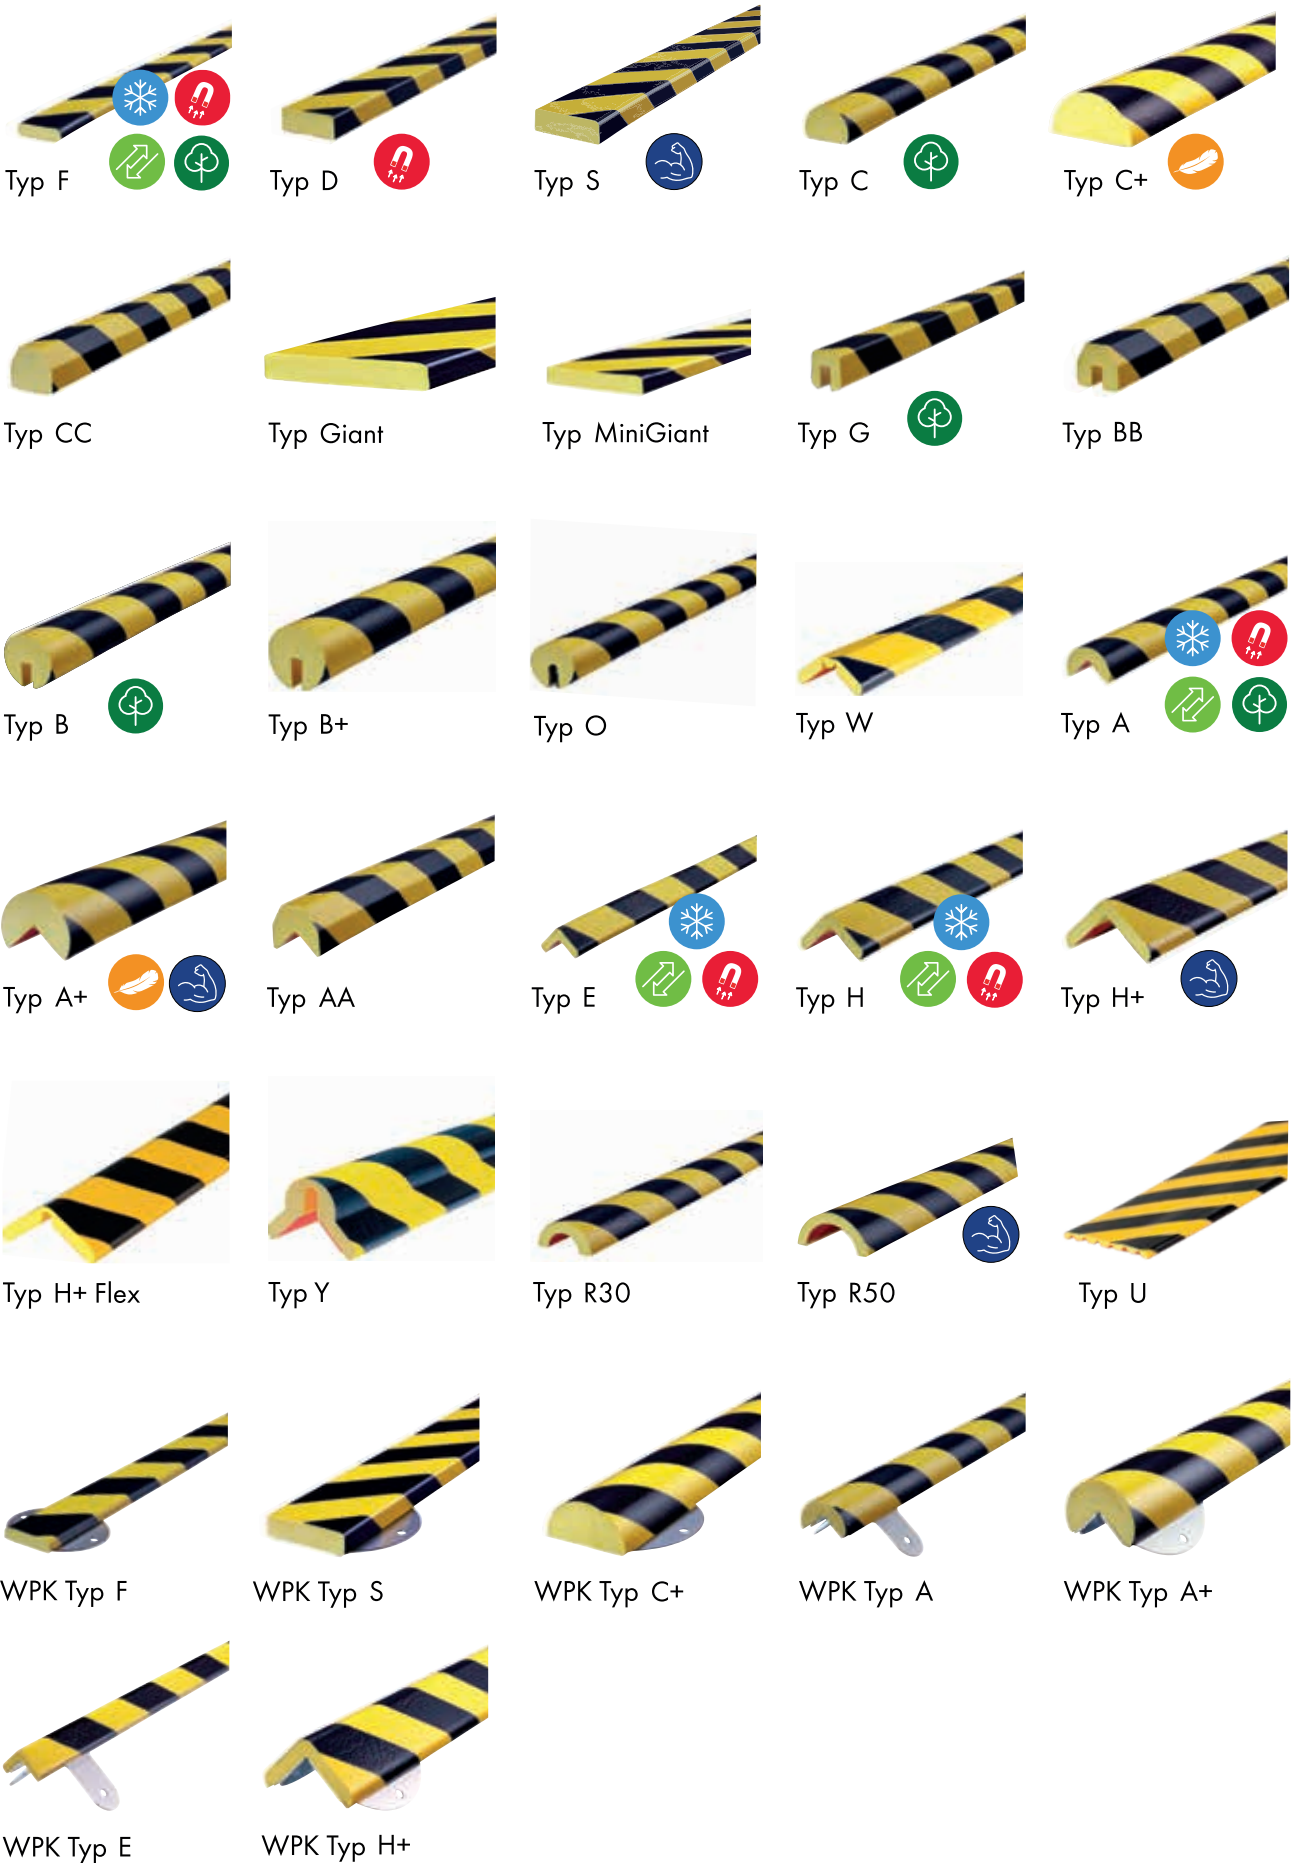 Typ F
Typ D
Typ S
Typ C
Typ C+
Typ CC
Typ Giant
Typ MiniGiant
Typ G
Typ BB
Typ B
Typ B+
Typ O
Typ W
Typ A
Typ A+
Typ AA
Typ E
Typ H
Typ H+
Typ H+ Flex
Typ Y
Typ R30
Typ R50
Typ U
WPK Typ F
WPK Typ S
WPK Typ C+
WPK Typ A
WPK Typ A+
WPK Typ E
WPK Typ H+